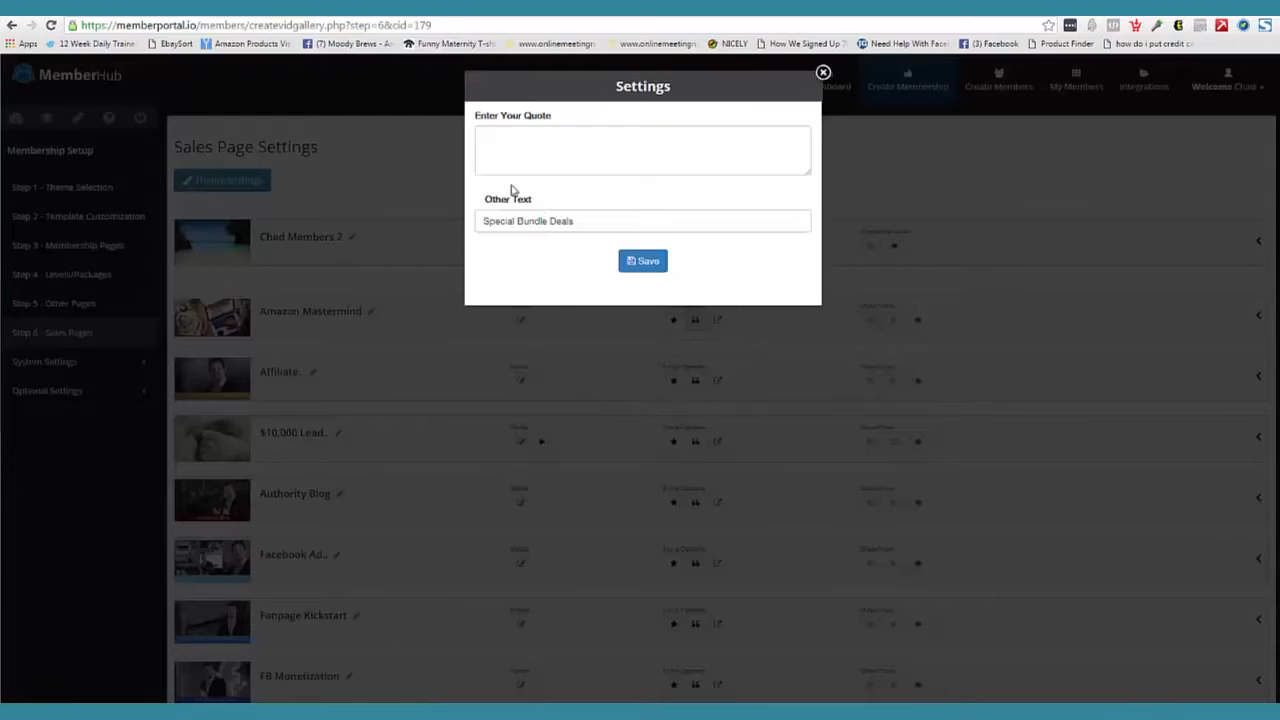 https://memberportal.io/members/createvidgallery.php?step=6&cid=179
Apps 12 Week Daily Traine EbaySort Amazon Products Vi (7) Moody Brews - A Funny Maternity T-sh www.onlinemeetingn www.onlinemeetingn NICELY How We Signed Up ? Need Help With Face (3) Facebook Product Finder how do i put credit c
MemberHub
Create Membership Create Members My Members Integrations Welcome Chad
Settings
Enter Your Quote
Other Text
Special Bundle Deals
Save
Membership Setup
Step 1 - Theme Selection
Step 2 - Template Customization
Step 3 - Membership Pages
Step 4 - Levels/Packages
Step 5 - Other Pages
Step 6 - Sales Pages
System Settings
Optional Settings
Sales Page Settings
Theme Settings
Chad Members 2
Amazon Mastermind
Affiliate..
$10,000 Lead..
Authority Blog
Facebook Ad..
Fanpage Kickstart
FB Monetization